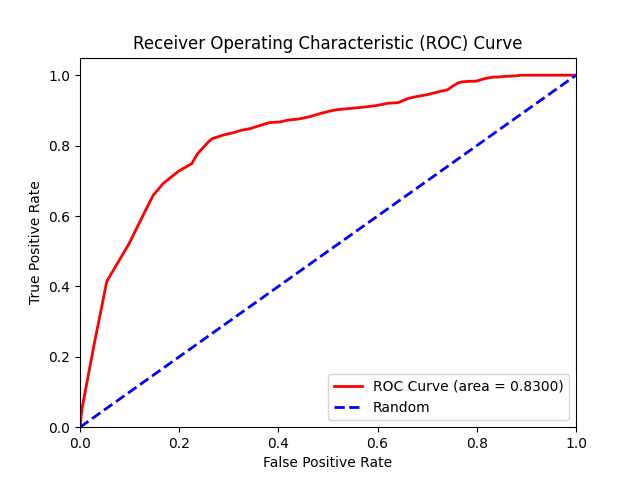 Receiver Operating Characteristic (ROC) Curve
1.0
0.8
0.6
0.4
0.2
0.0
True Positive Rate
0.0 0.2 0.4 0.6 0.8 1.0
False Positive Rate
ROC Curve (area = 0.8300)
Random